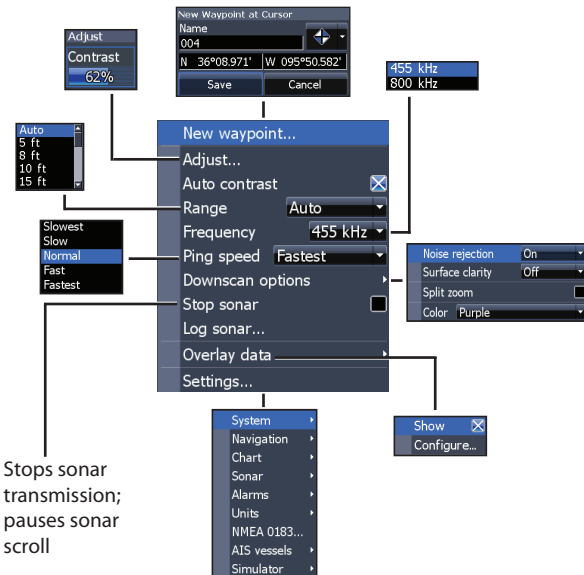 New Waypoint at Cursor
Name
004
N 36°08.971' W 095°50.582'
Save Cancel
Adjust
Contrast
62%
455 kHz
800 kHz
Auto
5 ft
8 ft
10 ft
15 ft
Slowest
Slow
Normal
Fast
Fastest
New waypoint...
Adjust...
Auto contrast
Range Auto
Frequency 455 kHz
Ping speed Fastest
Downscan options
Stop sonar
Log sonar...
Overlay data
Settings...
Noise rejection On
Surface clarity Off
Split zoom
Color Purple
Show
Configure...
System
Navigation
Chart
Sonar
Alarms
Units
NMEA 0183...
AIS vessels
Simulator
Stops sonar
transmission;
pauses sonar
scroll